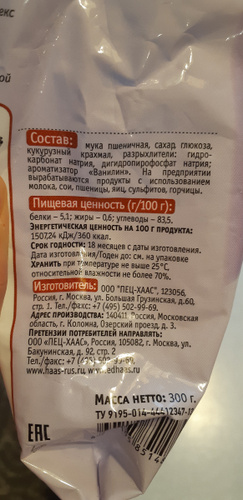 Состав: мука пшеничная, сахар, глюкоза,
кукурузный крахмал, разрыхлители: гидро-
карбонат натрия, дигидропирофосфат натрия;
ароматизатор «Ванилин». На предприятии
вырабатываются продукты с использованием
молока, сои, пшеницы, яиц, сульфитов, горчицы.
Пищевая ценность (г/100 г):
белки – 5,1; жиры – 0,6; углеводы – 83,5.
ЭНЕРГЕТИЧЕСКАЯ ЦЕННОСТЬ НА 100 Г ПРОДУКТА:
1507,24 кДж/360 ккал.
СРОК ГОДНОСТИ: 18 месяцев с даты изготовления.
Дата изготовления/Годен до: см. на упаковке
ХРАНИТЬ при температуре не выше 25°С,
относительной влажности не более 70%.
Изготовитель: ООО "ПЕЦ-ХААС", 123056,
Россия, г. Москва, ул. Большая Грузинская, д.60,
стр. 1. Тел./факс: +7 (495) 502-99-69.
АДРЕС ПРОИЗВОДСТВА: 140411, Россия, Московская
область, г. Коломна, Озерский проезд, д. 3.
ПРЕТЕНЗИИ ПОТРЕБИТЕЛЕЙ НАПРАВЛЯТЬ:
ООО «ПЕЦ-ХААС», Россия, 105082, г. Москва, ул.
Бакунинская, д. 92, стр. 2
Тел./факс: +7 (495) 502-99-69,
www.haas-rus.ru
МАССА НЕТТО: 300 г.
EAC